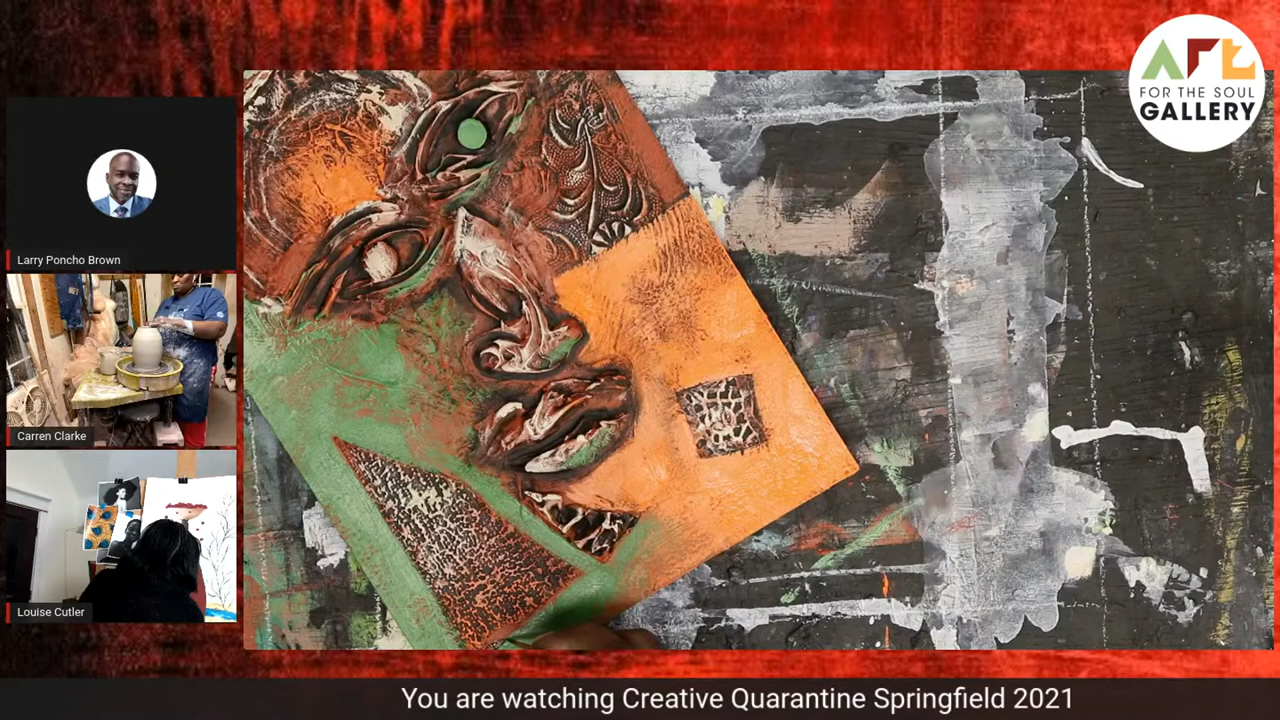 ART
FOR THE SOUL
GALLERY
Larry Poncho Brown
Carren Clarke
Louise Cutler
You are watching Creative Quarantine Springfield 2021